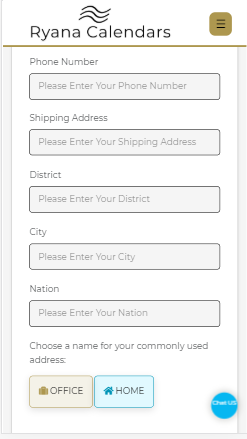 Ryana Calendars
Phone Number
Please Enter Your Phone Number
Shipping Address
Please Enter Your Shipping Address
District
Please Enter Your District
City
Please Enter Your City
Nation
Please Enter Your Nation
Choose a name for your commonly used
address:
OFFICE HOME
Chat US